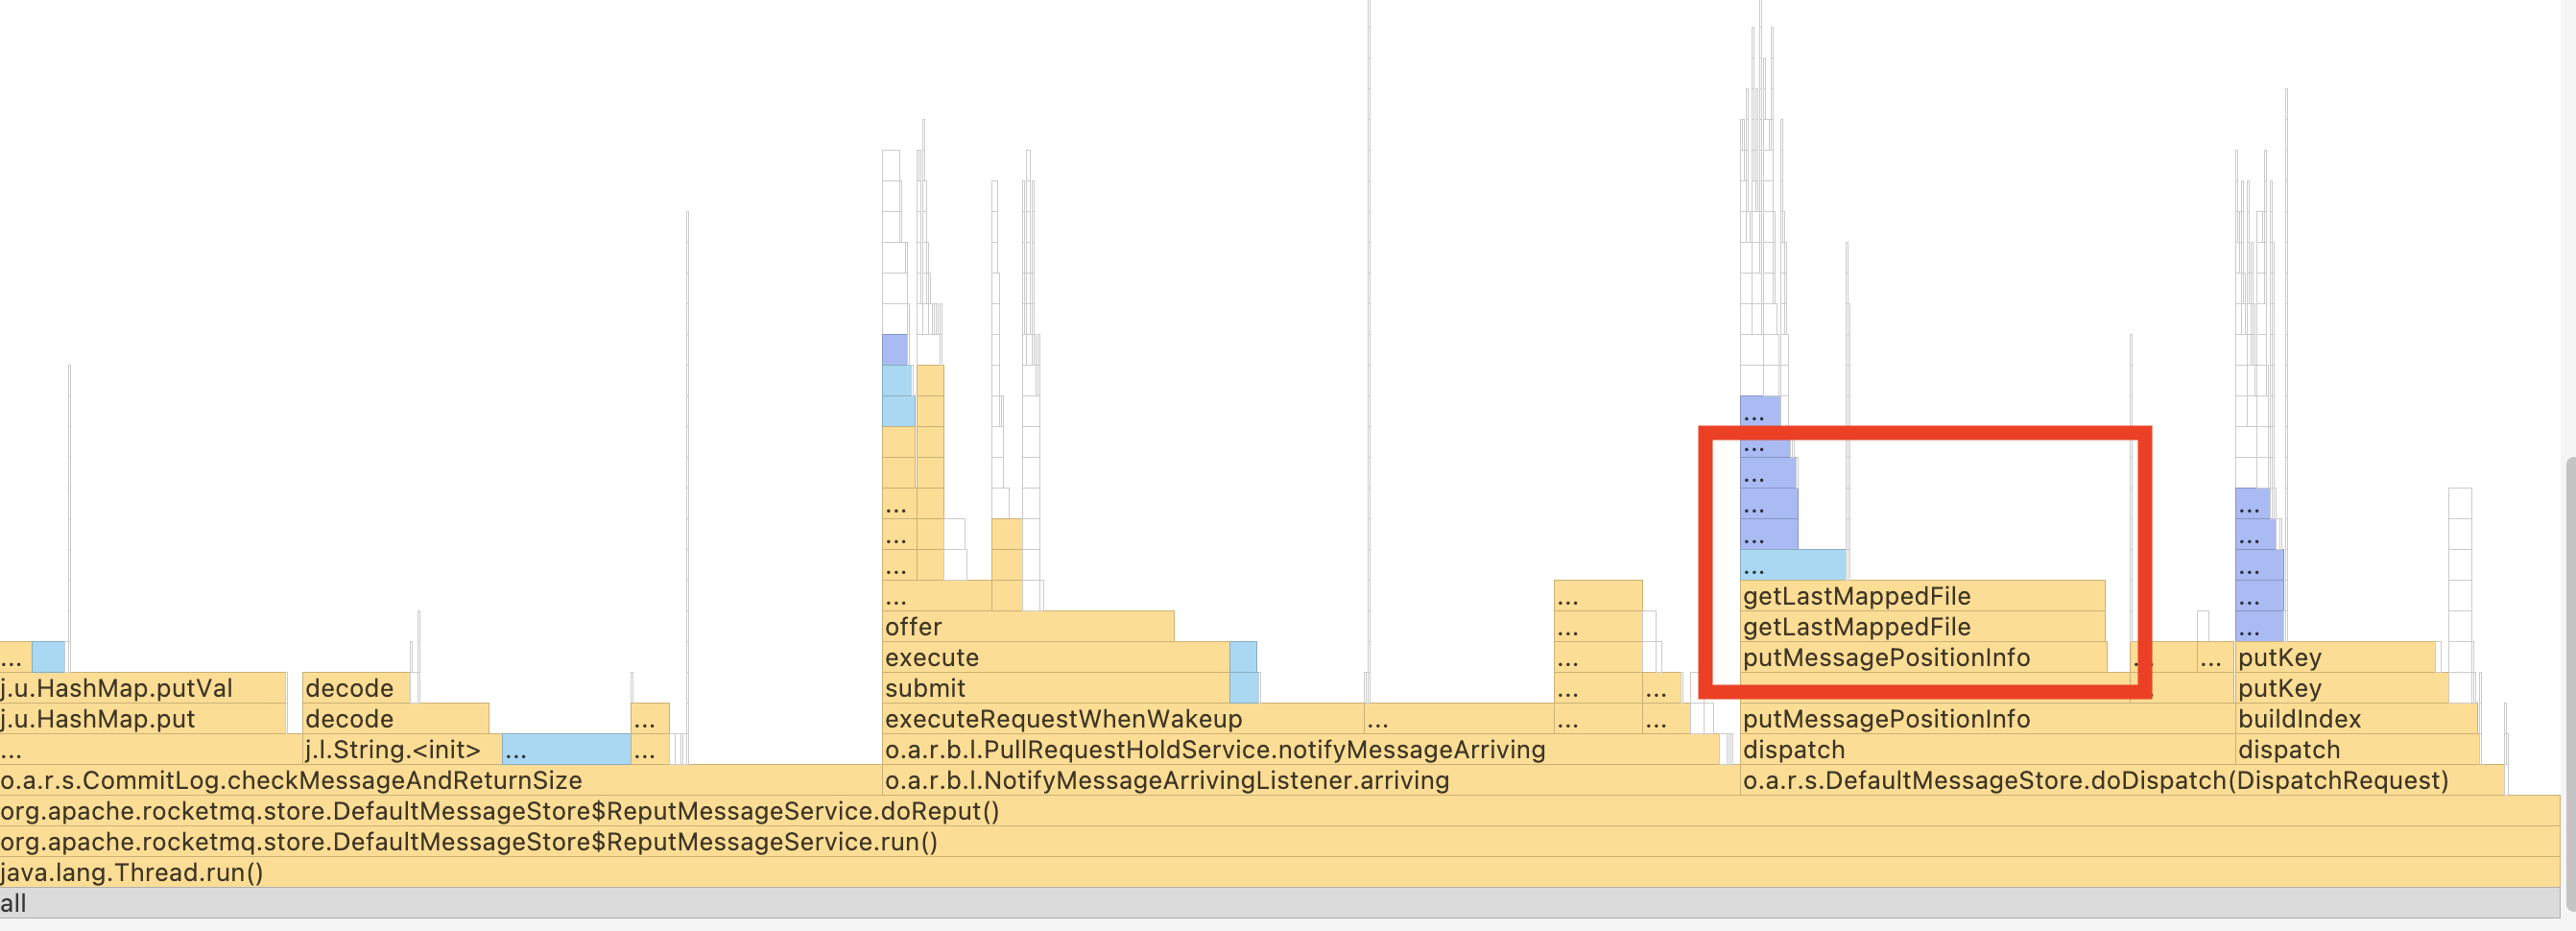 ...
...
...
...
...
...
...
...
...
...
getLastMappedFile
...
offer
...
getLastMappedFile
...
...
execute
...
putMessagePositionInfo
...
...
putKey
j.u.HashMap.putVal
decode
submit
...
...
putKey
j.u.HashMap.put
decode
...
executeRequestWhenWakeup
...
...
...
putMessagePositionInfo
buildIndex
...
j.l.String.<init>
...
...
o.a.r.b.l.PullRequestHoldService.notifyMessageArriving
dispatch
dispatch
o.a.r.s.CommitLog.checkMessageAndReturnSize
o.a.r.b.l.NotifyMessageArrivingListener.arriving
o.a.r.s.DefaultMessageStore.doDispatch(DispatchRequest)
org.apache.rocketmq.store.DefaultMessageStore$ReputMessageService.doReput()
org.apache.rocketmq.store.DefaultMessageStore$ReputMessageService.run()
java.lang.Thread.run()
all